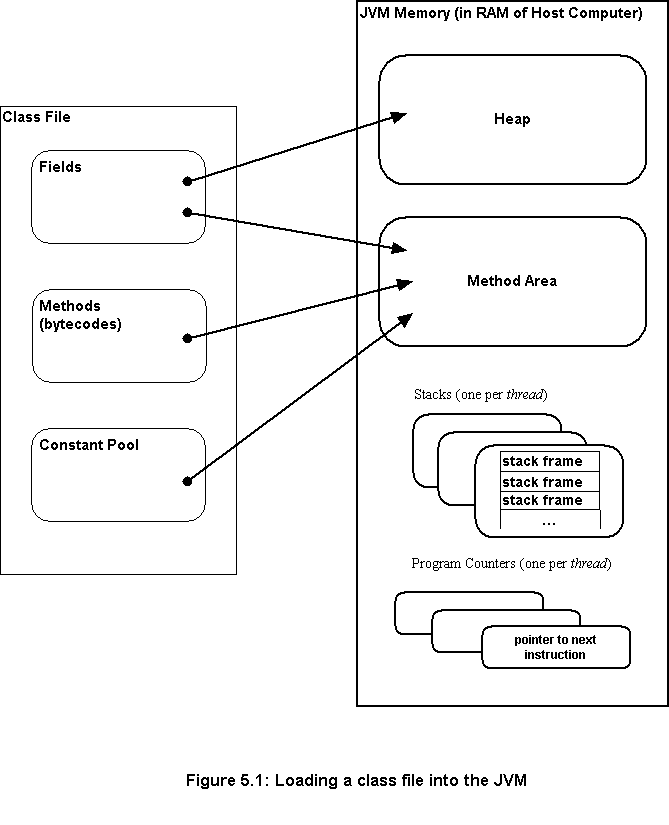 JVM Memory (in RAM of Host Computer)
Heap
Class File
Fields
Method Area
Methods
(bytecodes)
Stacks (one per thread)
Constant Pool
stack frame
stack frame
stack frame
...
Program Counters (one per thread)
pointer to next
instruction
Figure 5.1: Loading a class file into the JVM